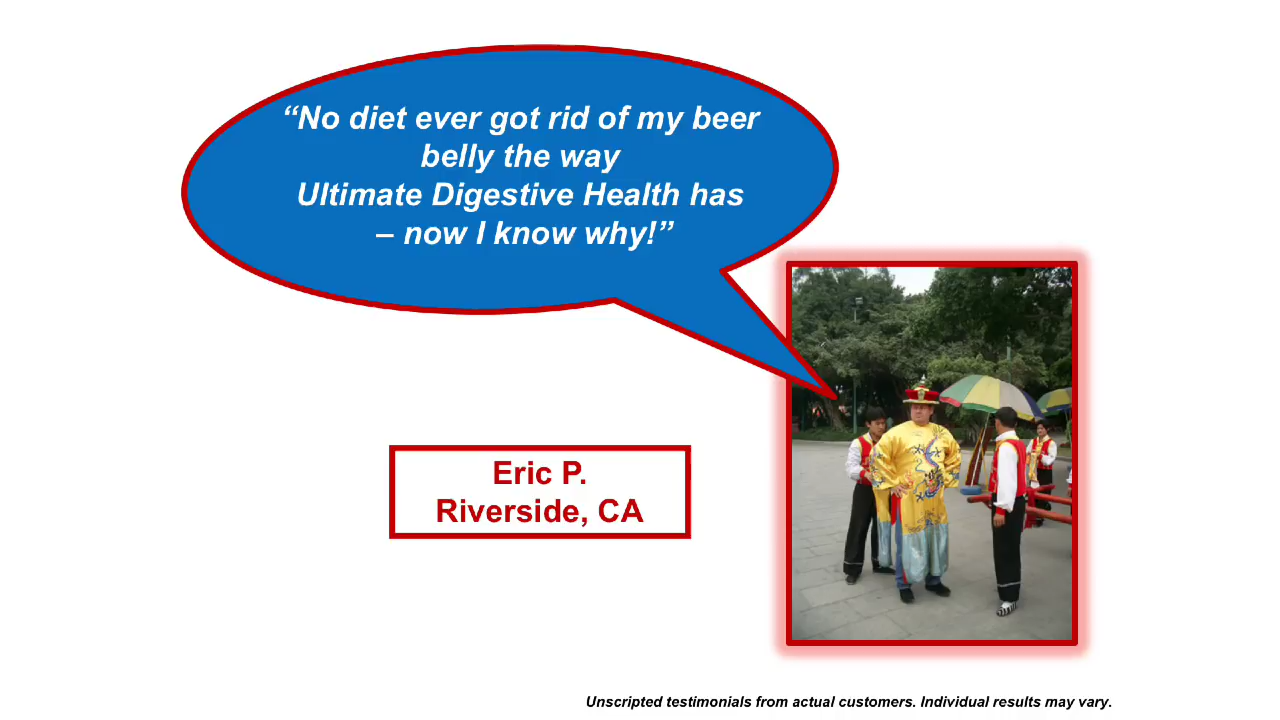 “No diet ever got rid of my beer
belly the way
Ultimate Digestive Health has
– now I know why!”
Eric P.
Riverside, CA
Unscripted testimonials from actual customers. Individual results may vary.